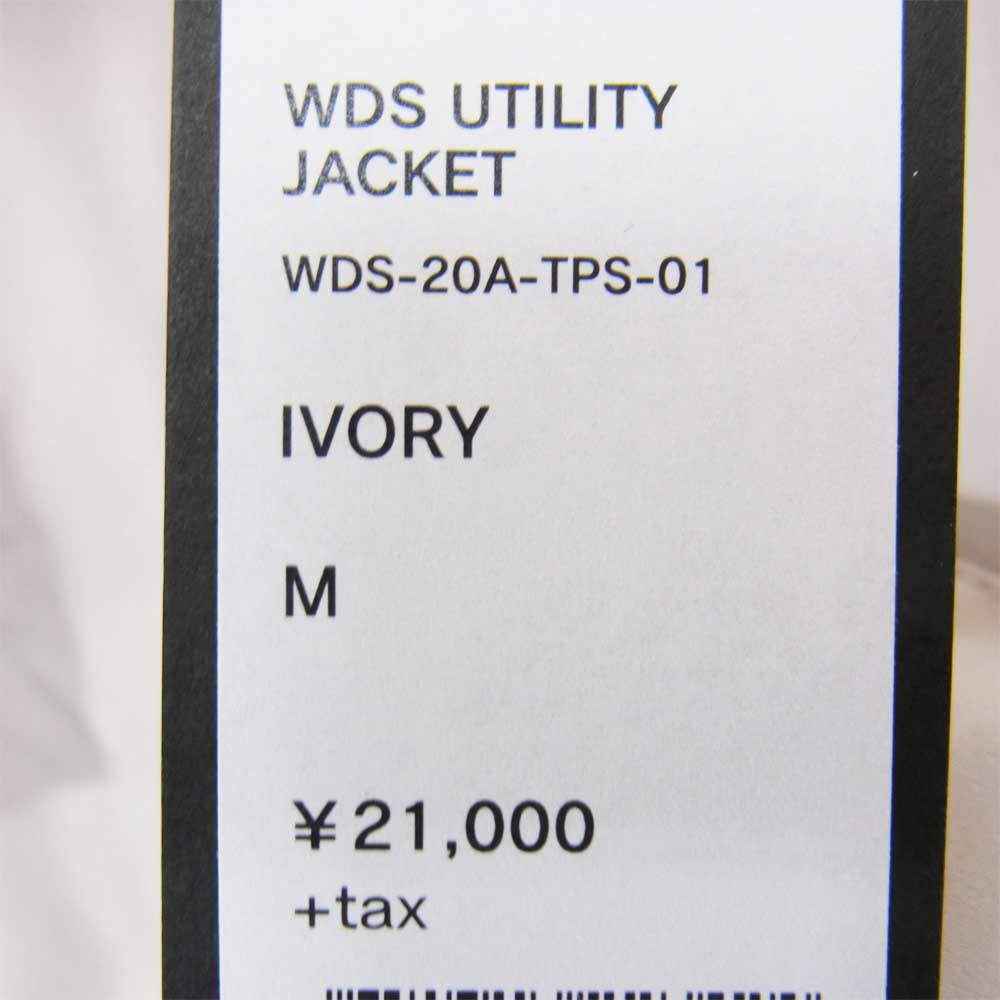 WDS UTILITY
JACKET
WDS-20A-TPS-01
IVORY
M
¥21,000
+tax